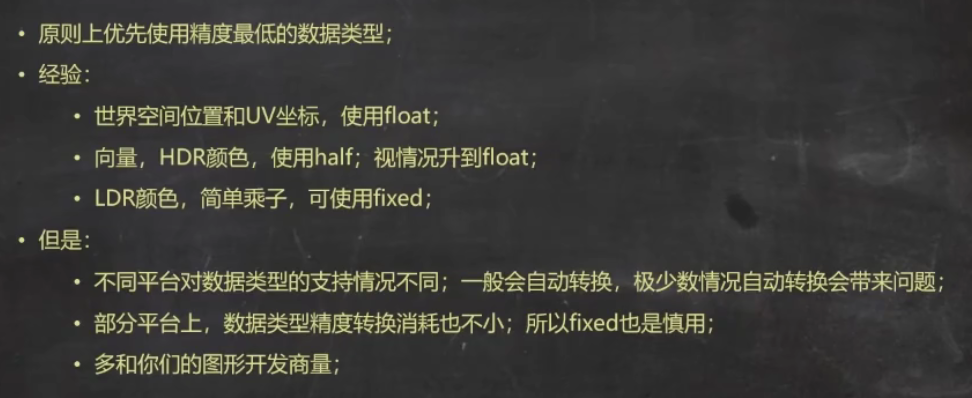 • 原则上优先使用精度最低的数据类型；
• 经验：
• 世界空间位置和UV坐标，使用float；
• 向量，HDR颜色，使用half；视情况升到float；
• LDR颜色，简单乘子，可使用fixed；
• 但是：
• 不同平台对数据类型的支持情况不同；一般会自动转换，极少数情况自动转换会带来问题；
• 部分平台上，数据类型精度转换消耗也不小；所以fixed也是慎用；
• 多和你们的图形开发商量；